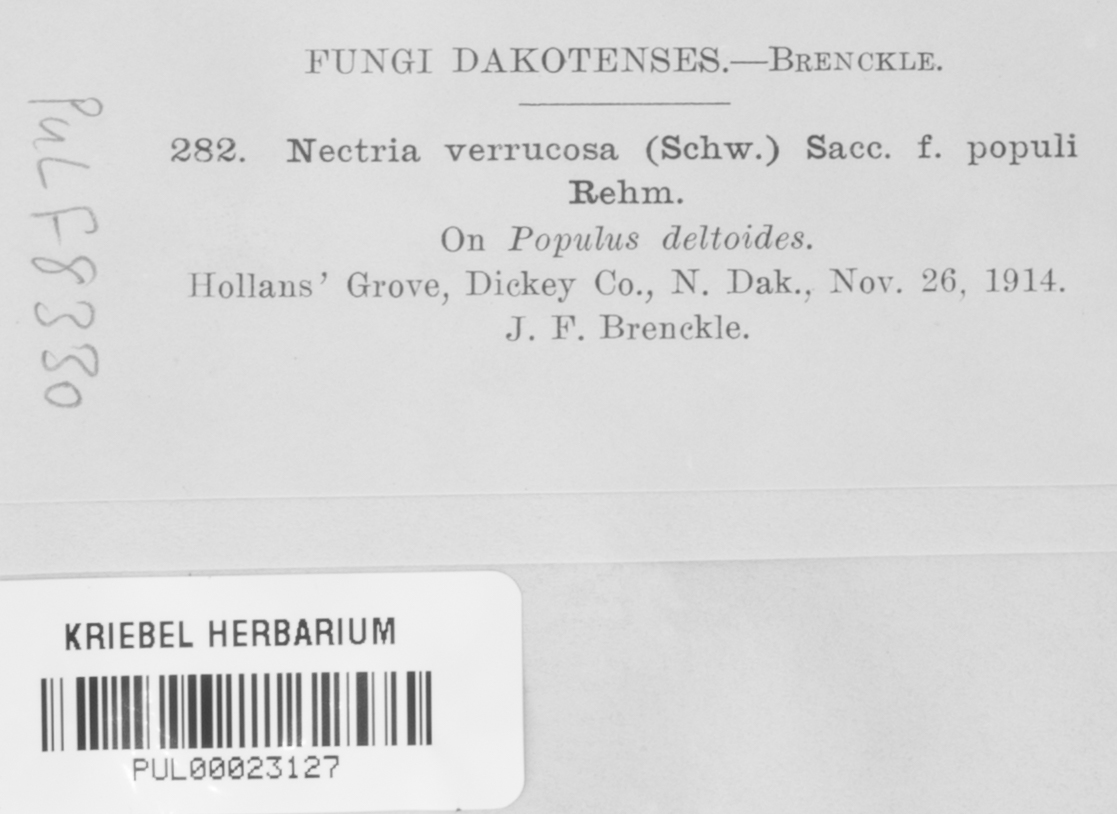 FUNGI DAKOTENSES.—BRENCKLE.
282. Nectria verrucosa (Schw.) Sacc. f. populi
Rehm.
On Populus deltoides.
Hollans' Grove, Dickey Co., N. Dak., Nov. 26, 1914.
J. F. Brenckle.
PUL F8330
KRIEBEL HERBARIUM
PUL00023127